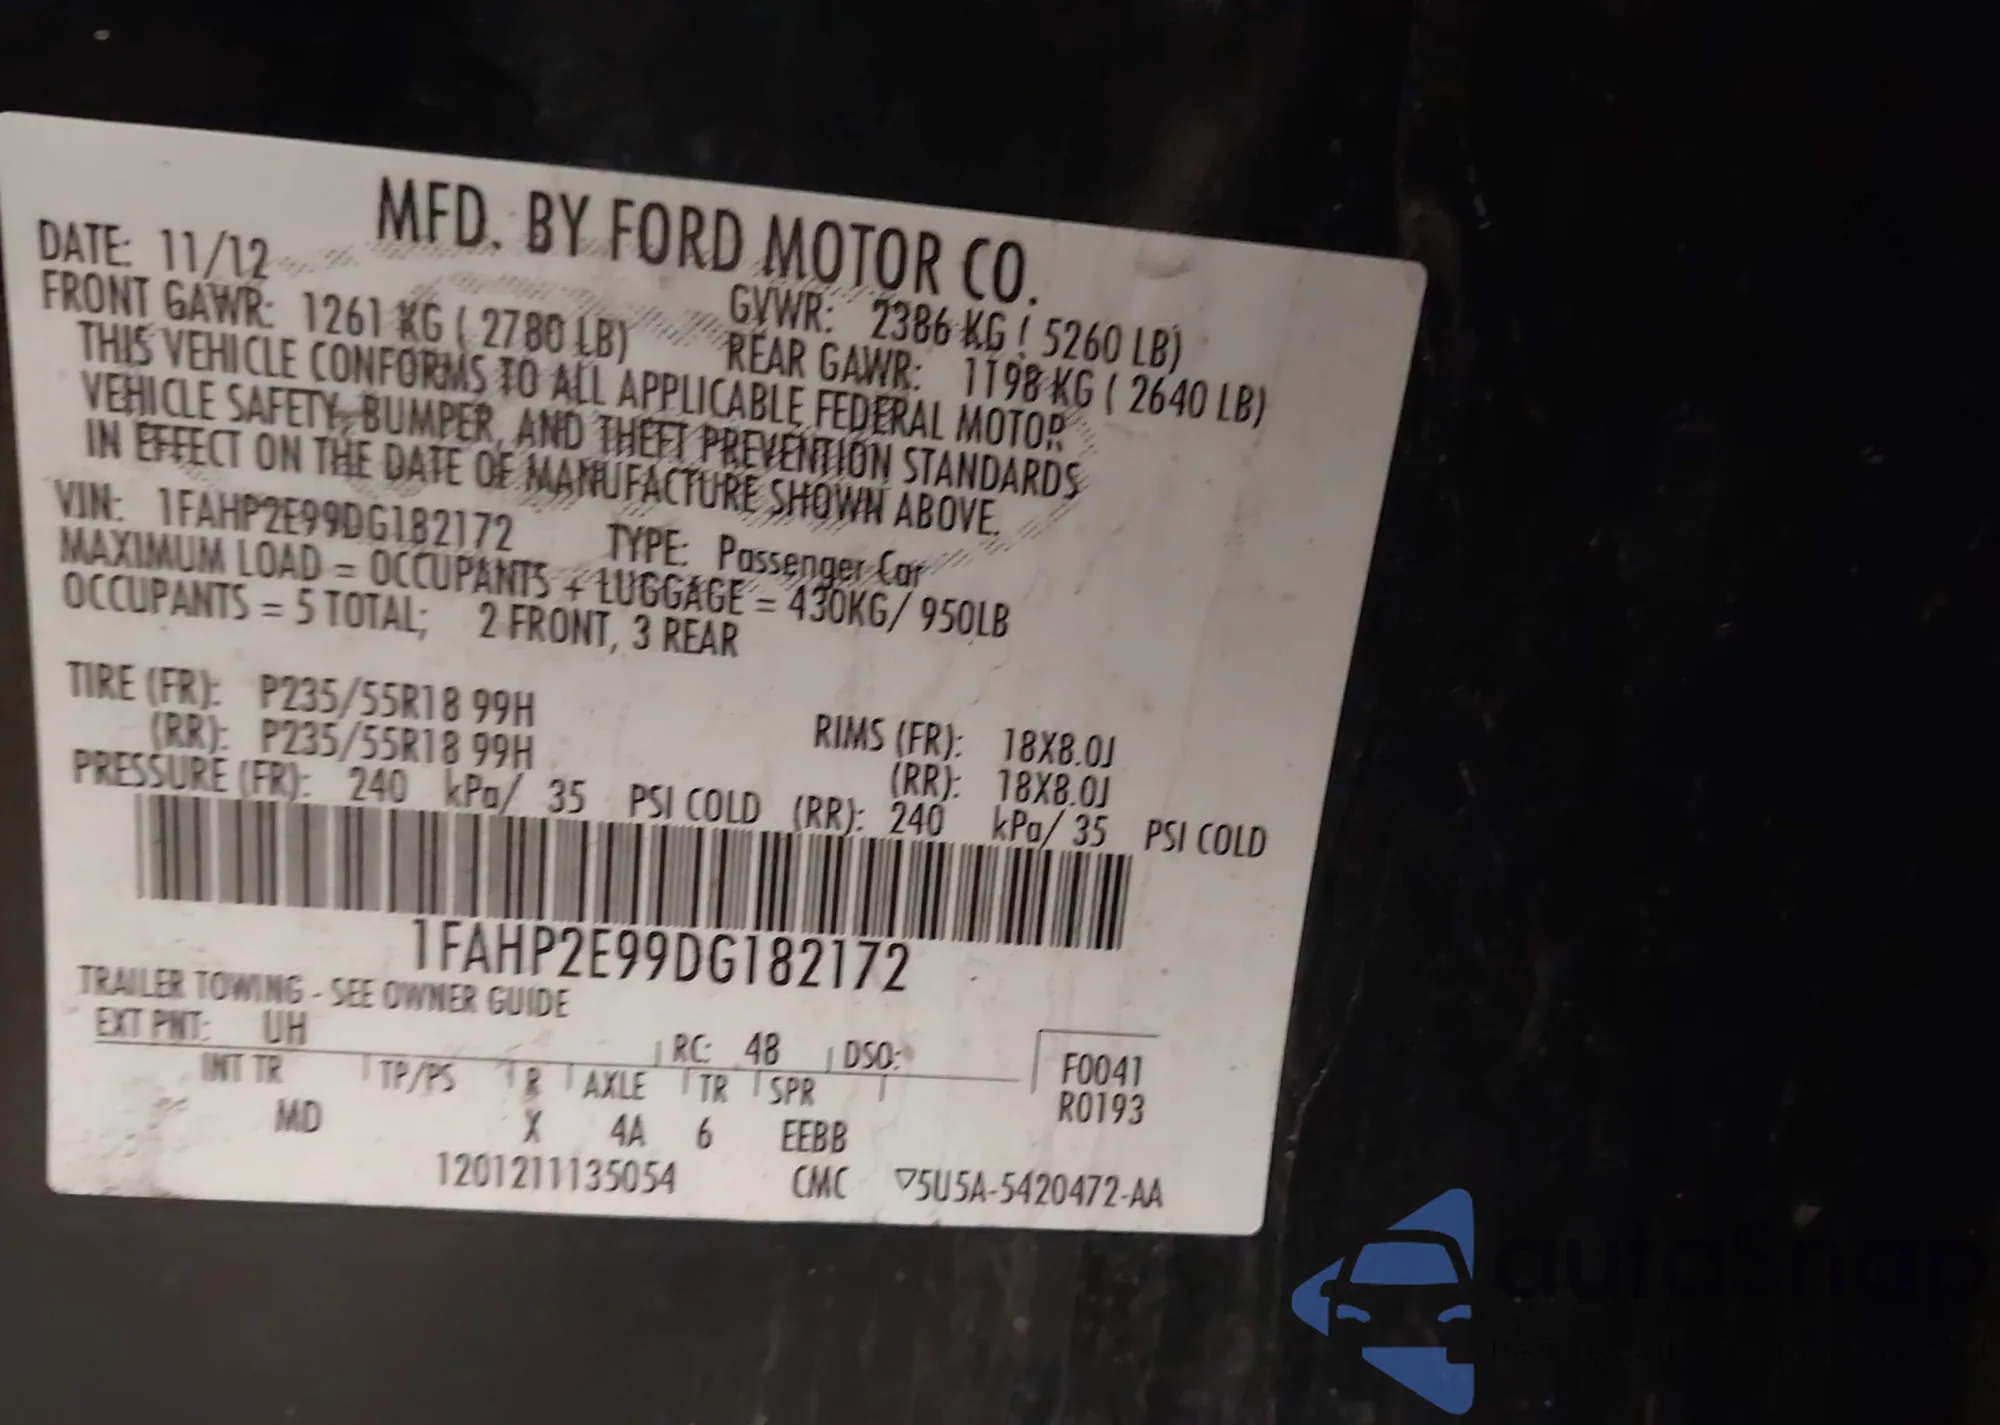 MFD. BY FORD MOTOR CO.
DATE: 11/12 GVWR: 2386 KG ( 5260 LB)
FRONT GAWR: 1261 KG ( 2780 LB) REAR GAWR: 1198 KG ( 2640 LB)
THIS VEHICLE CONFORMS TO ALL APPLICABLE FEDERAL MOTOR
VEHICLE SAFETY, BUMPER, AND THEFT PREVENTION STANDARDS
IN EFFECT ON THE DATE OF MANUFACTURE SHOWN ABOVE.
VIN: 1FAHP2E99DG182172 TYPE: Passenger Car
MAXIMUM LOAD = OCCUPANTS + LUGGAGE = 430KG/ 950LB
OCCUPANTS = 5 TOTAL; 2 FRONT, 3 REAR
TIRE (FR): P235/55R18 99H RIMS (FR): 18X8.0J
(RR): P235/55R18 99H (RR): 18X8.0J
PRESSURE (FR): 240 kPa/ 35 PSI COLD (RR): 240 kPa/ 35 PSI COLD
1FAHP2E99DG182172
TRAILER TOWING - SEE OWNER GUIDE
EXT PNT: UH RC: 48 DSO: F0041
INT TR TP/PS R AXLE TR SPR R0193
MD X 4A 6 EEBB
1201211135054 CMC ▽5U5A-5420472-AA
autoSnap